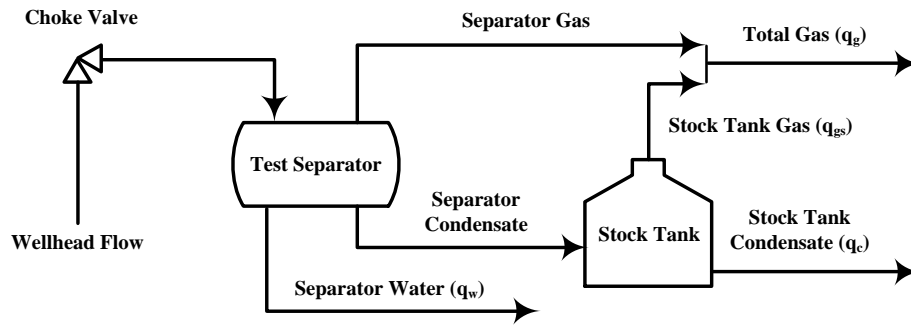 Choke Valve
Separator Gas
Total Gas (qg)
Stock Tank Gas (qgs)
Test Separator
Separator
Condensate
Stock Tank
Stock Tank
Condensate (qc)
Wellhead Flow
Separator Water (qw)